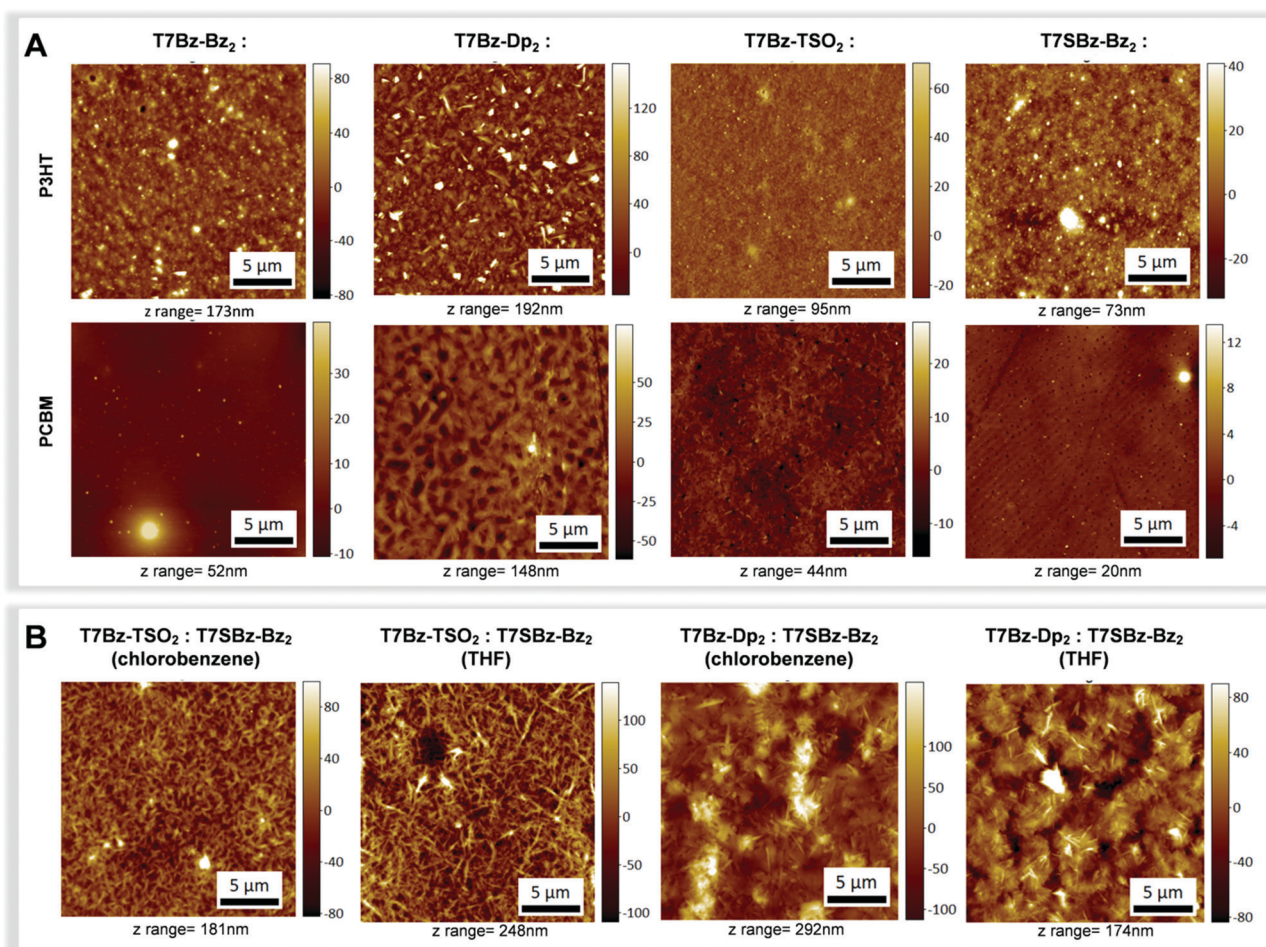 A
T7Bz-Bz₂ :
T7Bz-Dp₂ :
T7Bz-TSO₂ :
T7SBz-Bz₂ :
P3HT
80
40
0
-40
-80
5 µm
z range= 173nm
120
80
40
0
5 µm
z range= 192nm
60
40
20
0
-20
5 µm
z range= 95nm
40
20
0
-20
5 µm
z range= 73nm
PCBM
30
20
10
0
-10
5 µm
z range= 52nm
50
25
0
-25
-50
5 µm
z range= 148nm
20
10
0
-10
5 µm
z range= 44nm
12
8
4
0
-4
5 µm
z range= 20nm
B
T7Bz-TSO₂ : T7SBz-Bz₂
(chlorobenzene)
T7Bz-TSO₂ : T7SBz-Bz₂
(THF)
T7Bz-Dp₂ : T7SBz-Bz₂
(chlorobenzene)
T7Bz-Dp₂ : T7SBz-Bz₂
(THF)
80
40
0
-40
-80
5 µm
z range= 181nm
100
50
0
-50
-100
5 µm
z range= 248nm
100
50
0
-50
-100
5 µm
z range= 292nm
80
40
0
-40
-80
5 µm
z range= 174nm